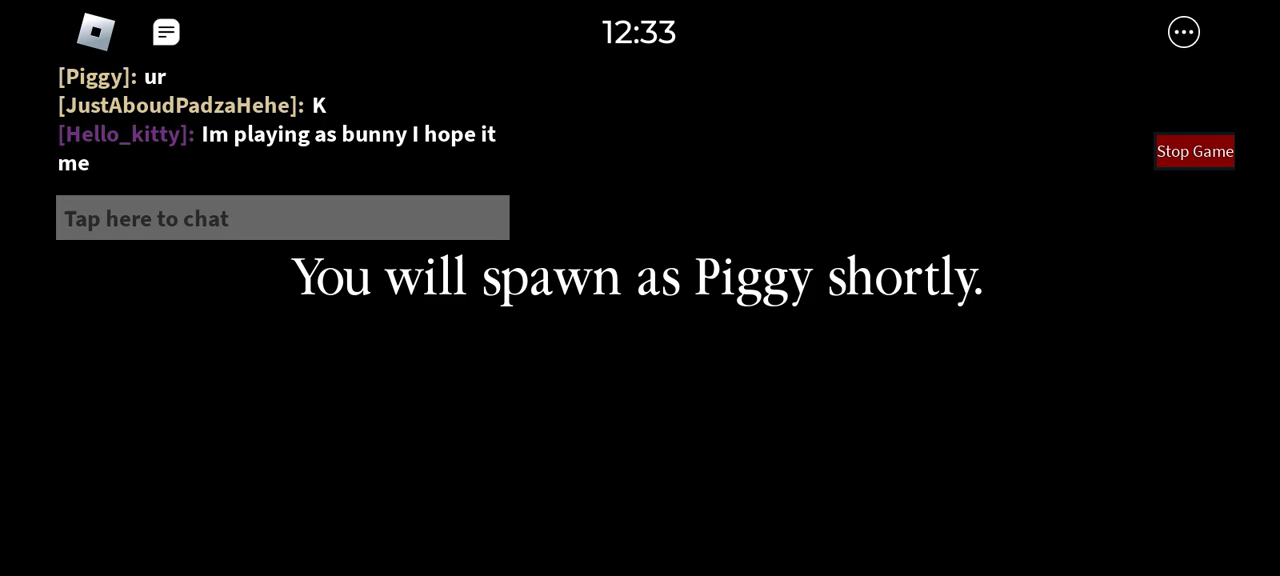 12:33
[Piggy]: ur
[JustAboudPadzaHehe]: K
[Hello_kitty]: Im playing as bunny I hope it
me
Stop Game
Tap here to chat
You will spawn as Piggy shortly.